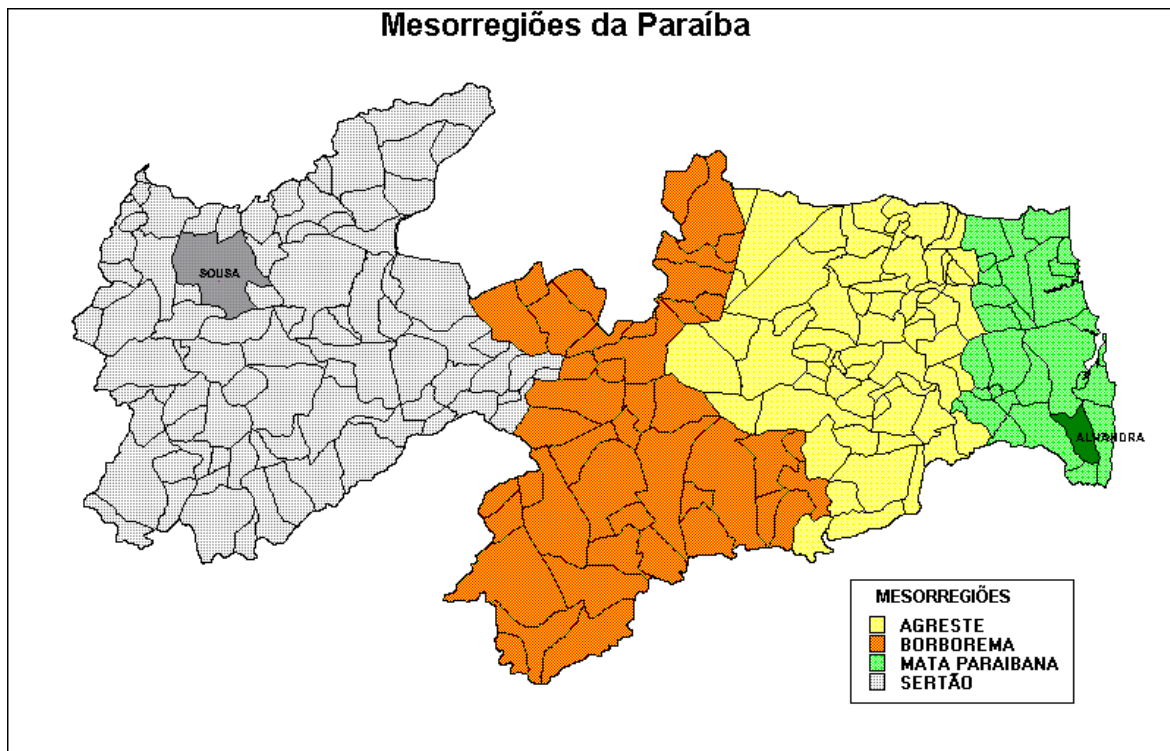 Mesorregiões da Paraíba
SOUSA
ALHANDRA
MESORREGIÕES
AGRESTE
BORBOREMA
MATA PARAIBANA
SERTÃO